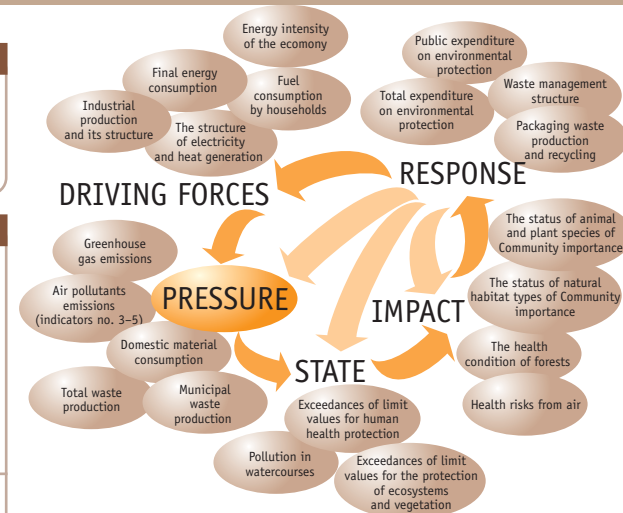 Energy intensity
of the ecomony
Public expenditure
on environmental
protection
Final energy
consumption
Fuel
consumption
by households
Waste management
structure
Total expenditure
on environmental
protection
Industrial
production
and its structure
The structure
of electricity
and heat generation
Packaging waste
production
and recycling
RESPONSE
DRIVING FORCES
The status of animal
and plant species of
Community importance
Greenhouse
gas emissions
Air pollutants
emissions
(indicators no. 3–5)
PRESSURE
The status of natural
habitat types of Community
importance
IMPACT
Domestic material
consumption
The health
condition of forests
STATE
Total waste
production
Municipal
waste
production
Exceedances of limit
values for human
health protection
Health risks from air
Pollution in
watercourses
Exceedances of limit
values for the protection
of ecosystems
and vegetation